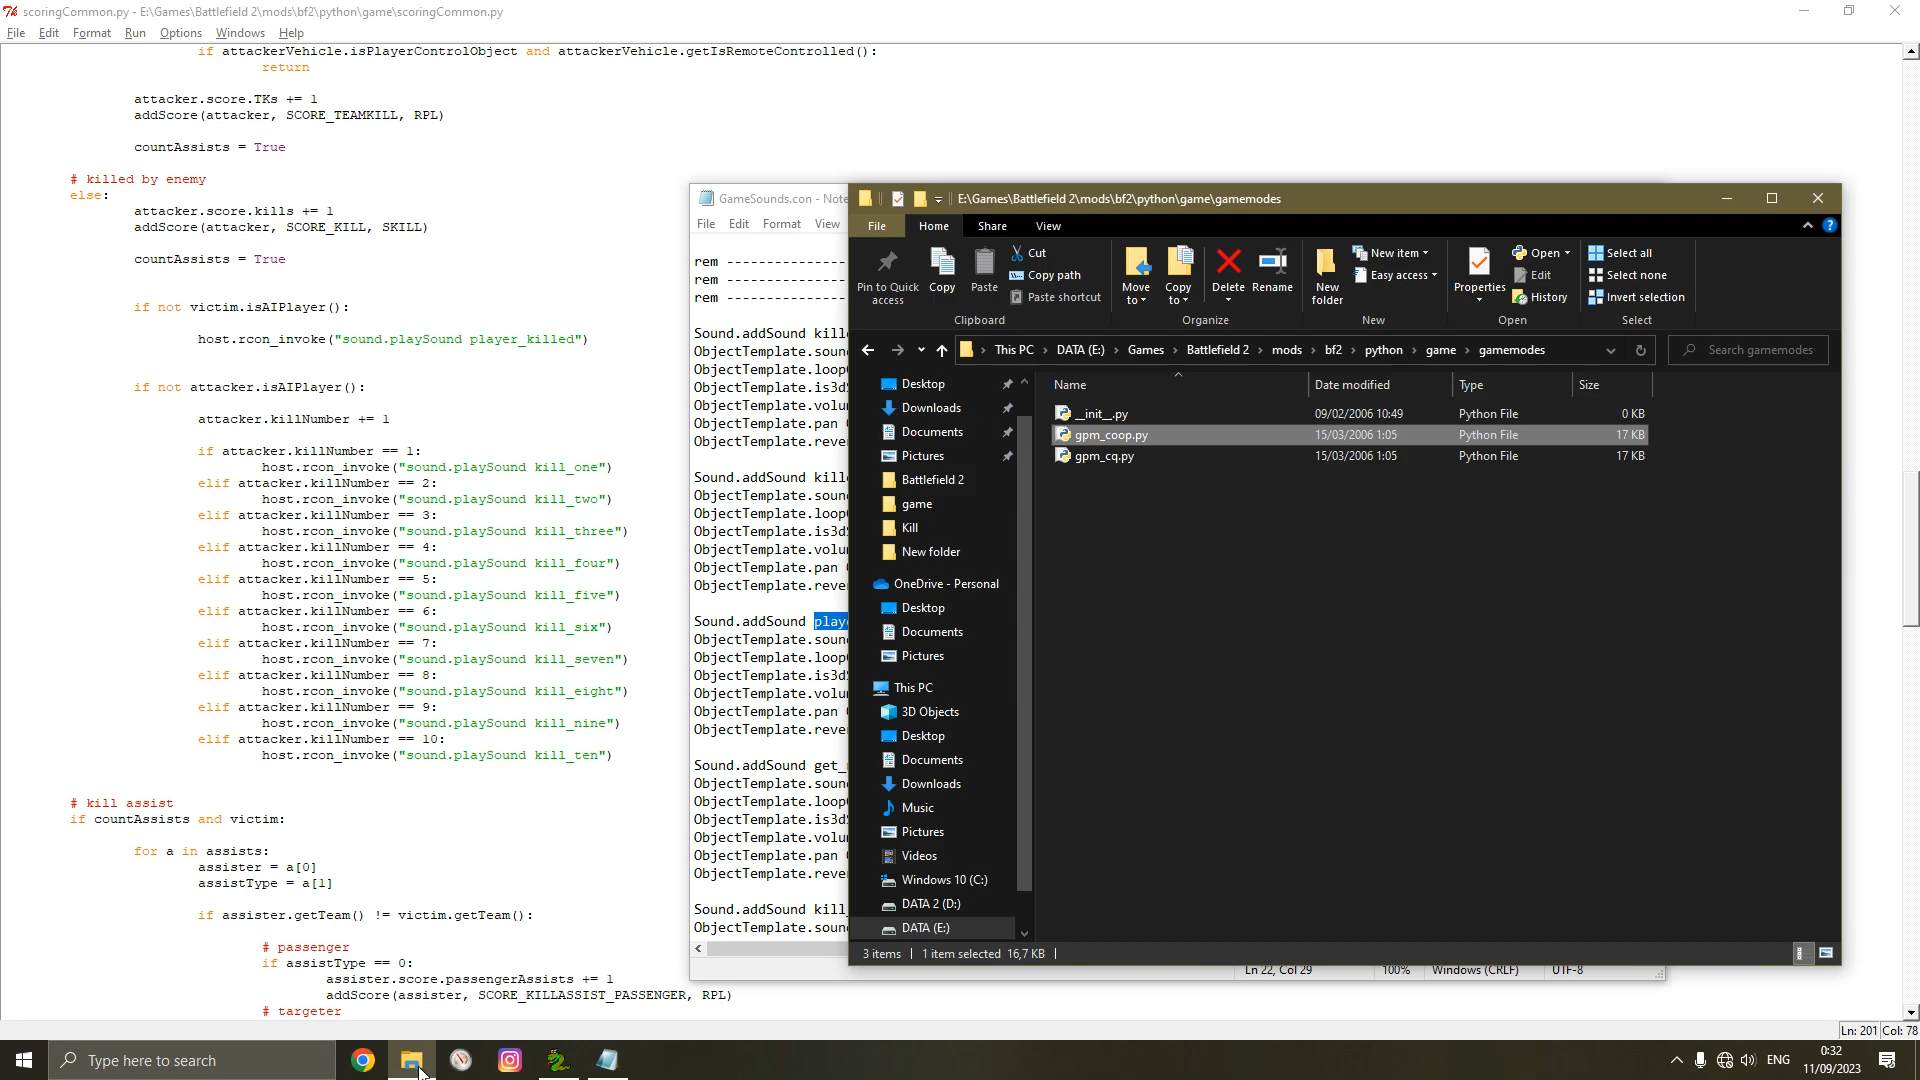 scoringCommon.py - E:\Games\Battlefield 2\mods\bf2\python\game\scoringCommon.py
File Edit Format Run Options Windows Help
if attackerVehicle.isPlayerControlObject and attackerVehicle.getIsRemoteControlled():
return
attacker.score.TKs += 1
addScore(attacker, SCORE_TEAMKILL, RPL)
countAssists = True
# killed by enemy
else:
attacker.score.kills += 1
addScore(attacker, SCORE_KILL, SKILL)
countAssists = True
if not victim.isAIPlayer():
host.rcon_invoke("sound.playSound player_killed")
if not attacker.isAIPlayer():
attacker.killNumber += 1
if attacker.killNumber == 1:
host.rcon_invoke("sound.playSound kill_one")
elif attacker.killNumber == 2:
host.rcon_invoke("sound.playSound kill_two")
elif attacker.killNumber == 3:
host.rcon_invoke("sound.playSound kill_three")
elif attacker.killNumber == 4:
host.rcon_invoke("sound.playSound kill_four")
elif attacker.killNumber == 5:
host.rcon_invoke("sound.playSound kill_five")
elif attacker.killNumber == 6:
host.rcon_invoke("sound.playSound kill_six")
elif attacker.killNumber == 7:
host.rcon_invoke("sound.playSound kill_seven")
elif attacker.killNumber == 8:
host.rcon_invoke("sound.playSound kill_eight")
elif attacker.killNumber == 9:
host.rcon_invoke("sound.playSound kill_nine")
elif attacker.killNumber == 10:
host.rcon_invoke("sound.playSound kill_ten")
# kill assist
if countAssists and victim:
for a in assists:
assister = a[0]
assistType = a[1]
if assister.getTeam() != victim.getTeam():
# passenger
if assistType == 0:
assister.score.passengerAssists += 1
addScore(assister, SCORE_KILLASSIST_PASSENGER, RPL)
# targeter
Ln: 201 Col: 78
GameSounds.con - Note
File Edit Format View
rem ---------------
rem ---------------
rem ---------------
Sound.addSound kill
ObjectTemplate.soun
ObjectTemplate.loop
ObjectTemplate.is3d
ObjectTemplate.volu
ObjectTemplate.pan
ObjectTemplate.reve
Sound.addSound kill
ObjectTemplate.soun
ObjectTemplate.loop
ObjectTemplate.is3d
ObjectTemplate.volu
ObjectTemplate.pan
ObjectTemplate.reve
Sound.addSound play
ObjectTemplate.soun
ObjectTemplate.loop
ObjectTemplate.is3d
ObjectTemplate.volu
ObjectTemplate.pan
ObjectTemplate.reve
Sound.addSound get_
ObjectTemplate.soun
ObjectTemplate.loop
ObjectTemplate.is3d
ObjectTemplate.volu
ObjectTemplate.pan
ObjectTemplate.reve
Sound.addSound kill_
ObjectTemplate.soun
Ln 22, Col 29 100% Windows (CRLF) UTF-8
E:\Games\Battlefield 2\mods\bf2\python\game\gamemodes
File Home Share View
Pin to Quick access
Copy
Paste
Cut
Copy path
Paste shortcut
Clipboard
Move to
Copy to
Delete
Rename
Organize
New folder
New item
Easy access
New
Properties
Open
Edit
History
Open
Select all
Select none
Invert selection
Select
This PC DATA (E:) Games Battlefield 2 mods bf2 python game gamemodes
Search gamemodes
Desktop
Downloads
Documents
Pictures
Battlefield 2
game
Kill
New folder
OneDrive - Personal
Desktop
Documents
Pictures
This PC
3D Objects
Desktop
Documents
Downloads
Music
Pictures
Videos
Windows 10 (C:)
DATA 2 (D:)
DATA (E:)
Name Date modified Type Size
__init__.py 09/02/2006 10:49 Python File 0 KB
gpm_coop.py 15/03/2006 1:05 Python File 17 KB
gpm_cq.py 15/03/2006 1:05 Python File 17 KB
3 items 1 item selected 16,7 KB
Type here to search
ENG
0:32
11/09/2023